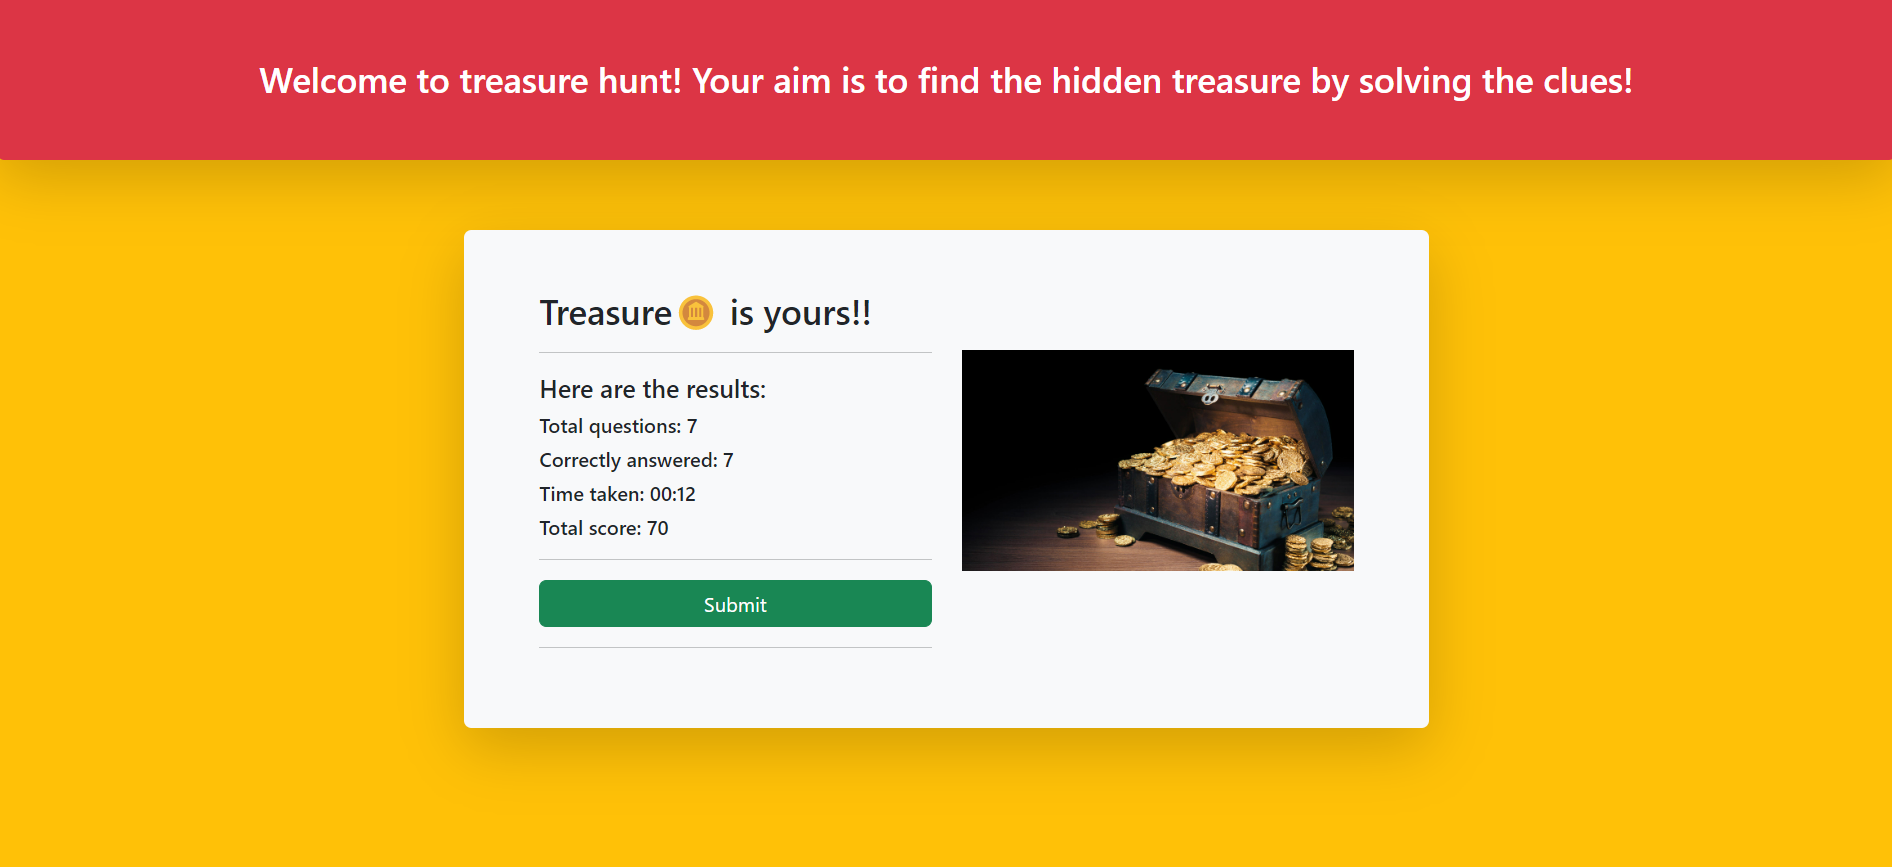 Welcome to treasure hunt! Your aim is to find the hidden treasure by solving the clues!
Treasure is yours!!
Here are the results:
Total questions: 7
Correctly answered: 7
Time taken: 00:12
Total score: 70
Submit